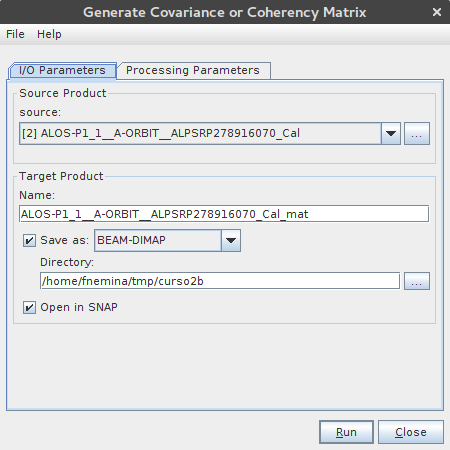 Generate Covariance or Coherency Matrix
File Help
I/O Parameters Processing Parameters
Source Product
source:
[2] ALOS-P1_1__A-ORBIT__ALPSRP278916070_Cal ...
Target Product
Name:
ALOS-P1_1__A-ORBIT__ALPSRP278916070_Cal_mat
Save as: BEAM-DIMAP
Directory:
/home/fnemina/tmp/curso2b ...
Open in SNAP
Run Close